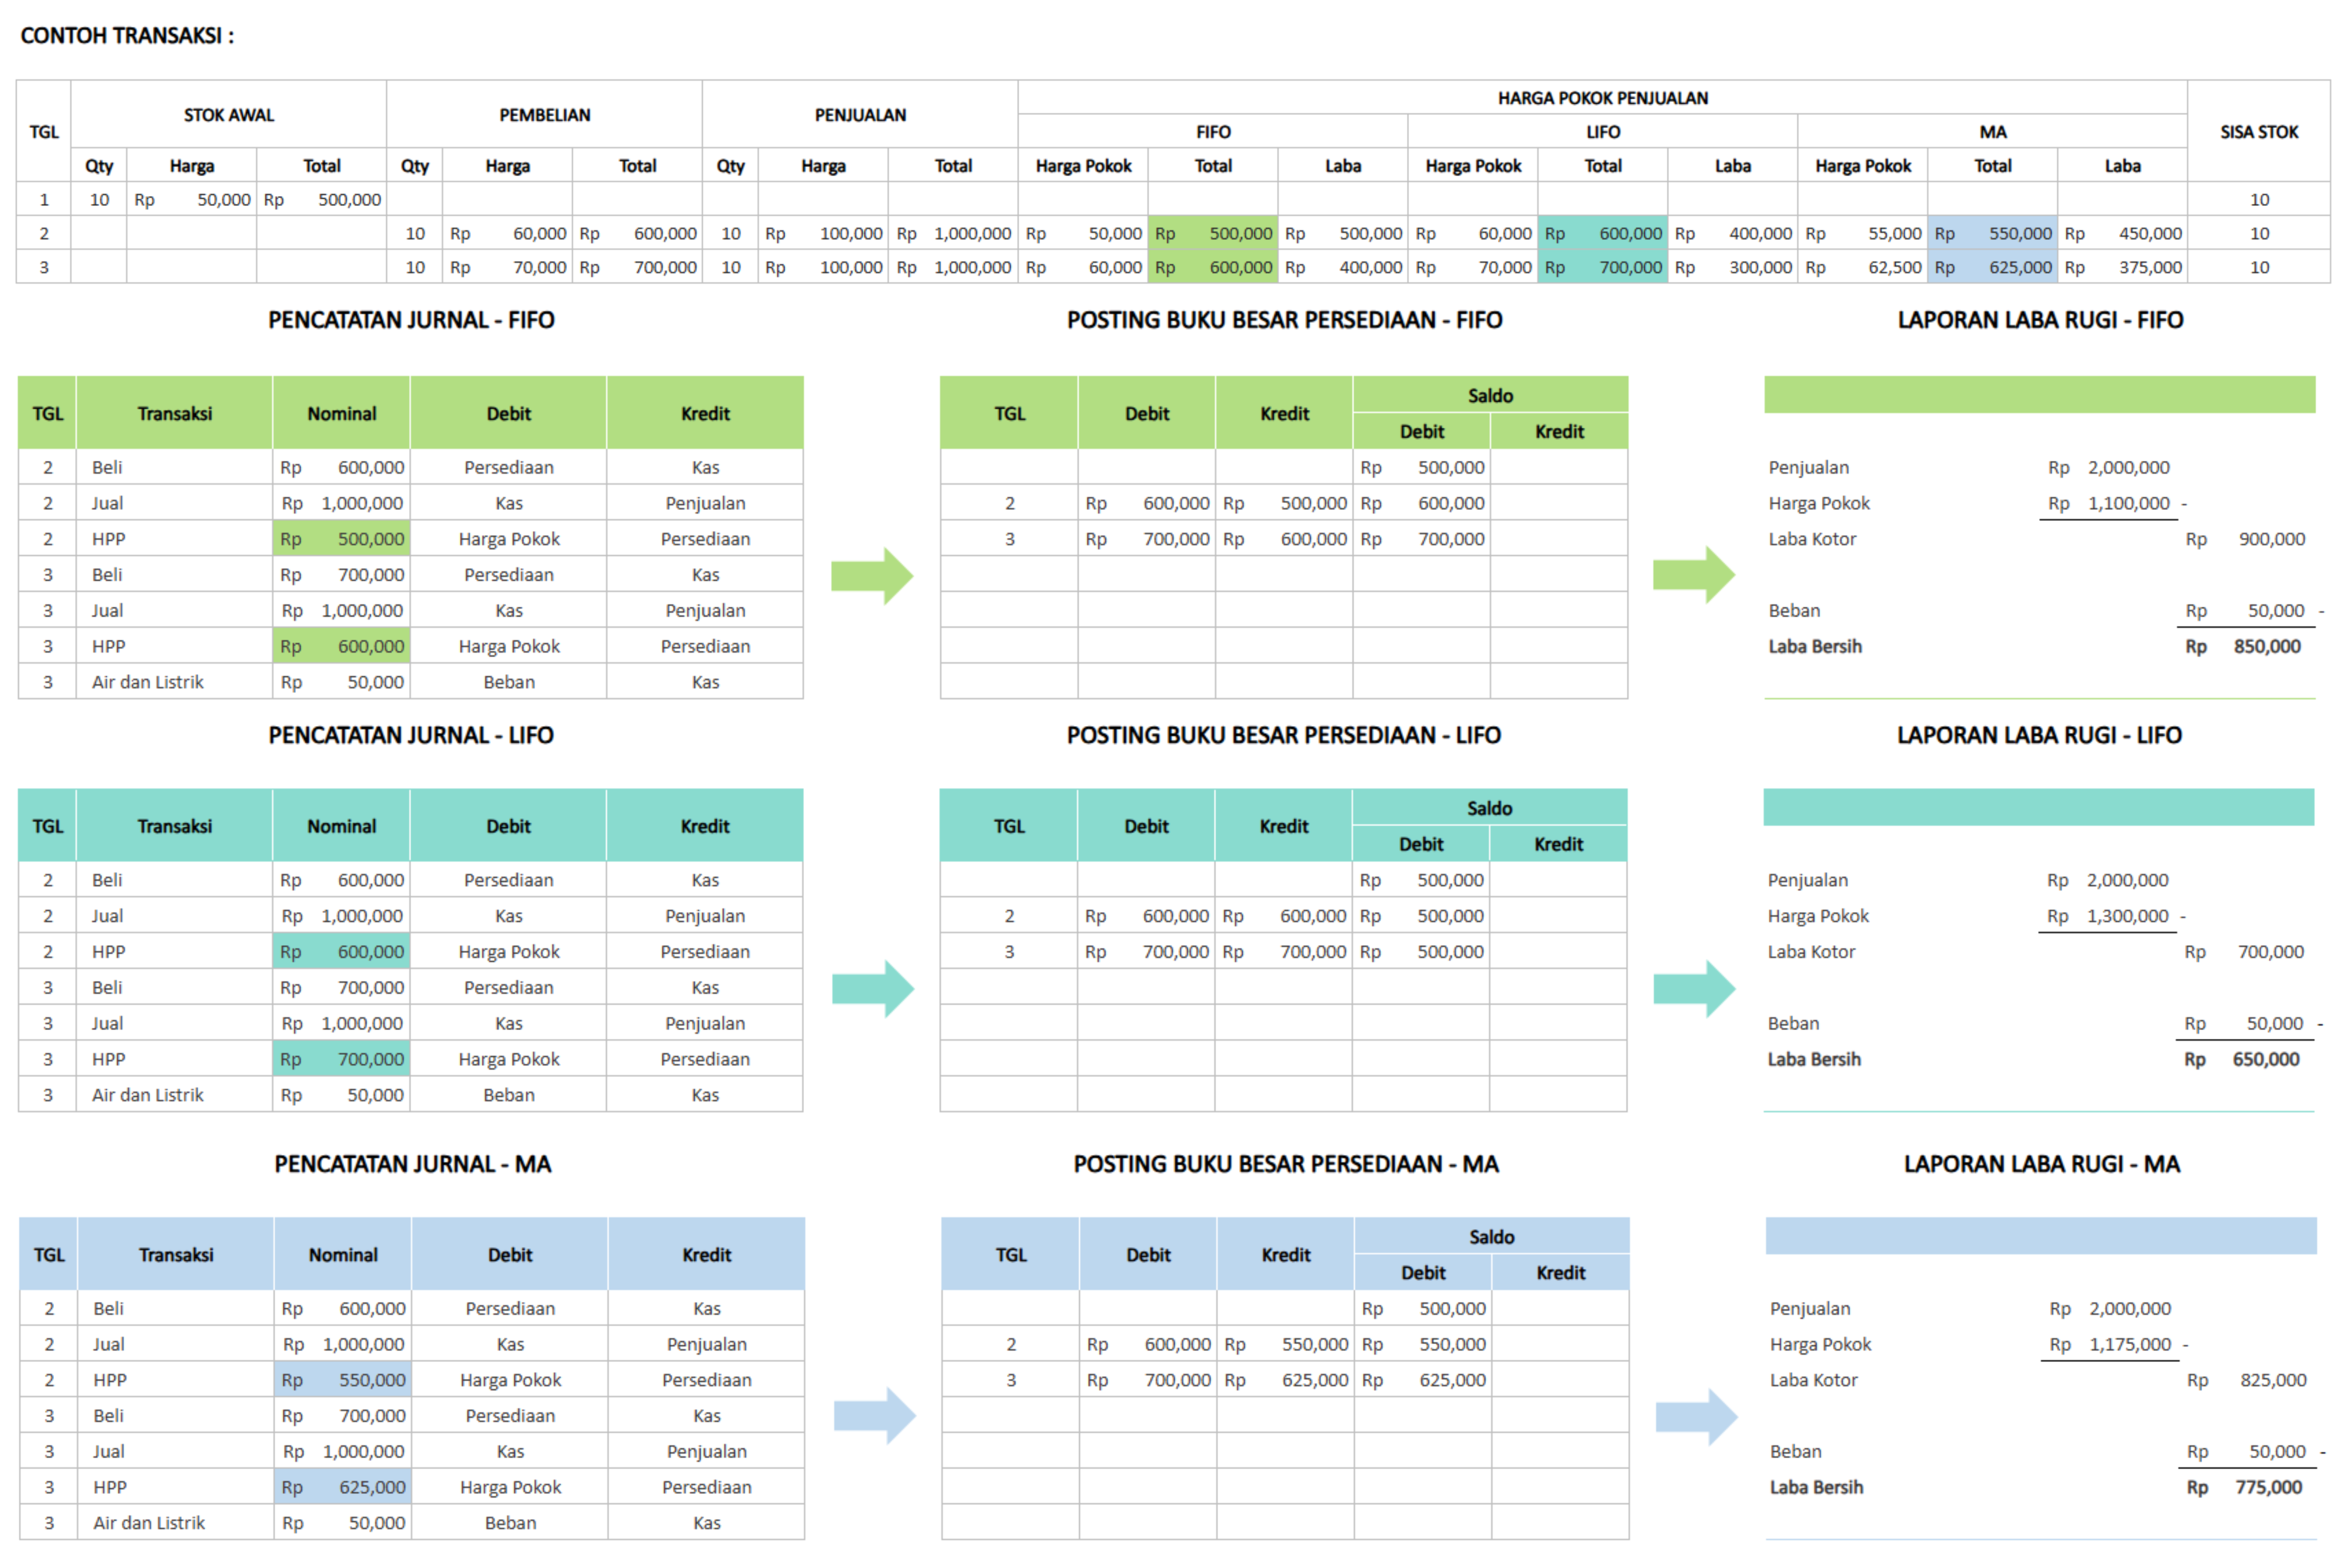 CONTOH TRANSAKSI :
HARGA POKOK PENJUALAN
STOK AWAL PEMBELIAN PENJUALAN
TGL FIFO LIFO MA SISA STOK
Qty Harga Total Qty Harga Total Qty Harga Total Harga Pokok Total Laba Harga Pokok Total Laba Harga Pokok Total Laba
1 10 Rp 50,000 Rp 500,000 10
2 10 Rp 60,000 Rp 600,000 10 Rp 100,000 Rp 1,000,000 Rp 50,000 Rp 500,000 Rp 500,000 Rp 60,000 Rp 600,000 Rp 400,000 Rp 55,000 Rp 550,000 Rp 450,000 10
3 10 Rp 70,000 Rp 700,000 10 Rp 100,000 Rp 1,000,000 Rp 60,000 Rp 600,000 Rp 400,000 Rp 70,000 Rp 700,000 Rp 300,000 Rp 62,500 Rp 625,000 Rp 375,000 10
PENCATATAN JURNAL - FIFO
TGL Transaksi Nominal Debit Kredit
2 Beli Rp 600,000 Persediaan Kas
2 Jual Rp 1,000,000 Kas Penjualan
2 HPP Rp 500,000 Harga Pokok Persediaan
3 Beli Rp 700,000 Persediaan Kas
3 Jual Rp 1,000,000 Kas Penjualan
3 HPP Rp 600,000 Harga Pokok Persediaan
3 Air dan Listrik Rp 50,000 Beban Kas
POSTING BUKU BESAR PERSEDIAAN - FIFO
Saldo
TGL Debit Kredit
Debit Kredit
Rp 500,000
2 Rp 600,000 Rp 500,000 Rp 600,000
3 Rp 700,000 Rp 600,000 Rp 700,000
LAPORAN LABA RUGI - FIFO
Penjualan Rp 2,000,000
Harga Pokok Rp 1,100,000 -
Laba Kotor Rp 900,000
Beban Rp 50,000 -
Laba Bersih Rp 850,000
PENCATATAN JURNAL - LIFO
TGL Transaksi Nominal Debit Kredit
2 Beli Rp 600,000 Persediaan Kas
2 Jual Rp 1,000,000 Kas Penjualan
2 HPP Rp 600,000 Harga Pokok Persediaan
3 Beli Rp 700,000 Persediaan Kas
3 Jual Rp 1,000,000 Kas Penjualan
3 HPP Rp 700,000 Harga Pokok Persediaan
3 Air dan Listrik Rp 50,000 Beban Kas
POSTING BUKU BESAR PERSEDIAAN - LIFO
Saldo
TGL Debit Kredit
Debit Kredit
Rp 500,000
2 Rp 600,000 Rp 600,000 Rp 500,000
3 Rp 700,000 Rp 700,000 Rp 500,000
LAPORAN LABA RUGI - LIFO
Penjualan Rp 2,000,000
Harga Pokok Rp 1,300,000 -
Laba Kotor Rp 700,000
Beban Rp 50,000 -
Laba Bersih Rp 650,000
PENCATATAN JURNAL - MA
TGL Transaksi Nominal Debit Kredit
2 Beli Rp 600,000 Persediaan Kas
2 Jual Rp 1,000,000 Kas Penjualan
2 HPP Rp 550,000 Harga Pokok Persediaan
3 Beli Rp 700,000 Persediaan Kas
3 Jual Rp 1,000,000 Kas Penjualan
3 HPP Rp 625,000 Harga Pokok Persediaan
3 Air dan Listrik Rp 50,000 Beban Kas
POSTING BUKU BESAR PERSEDIAAN - MA
Saldo
TGL Debit Kredit
Debit Kredit
Rp 500,000
2 Rp 600,000 Rp 550,000 Rp 550,000
3 Rp 700,000 Rp 625,000 Rp 625,000
LAPORAN LABA RUGI - MA
Penjualan Rp 2,000,000
Harga Pokok Rp 1,175,000 -
Laba Kotor Rp 825,000
Beban Rp 50,000 -
Laba Bersih Rp 775,000